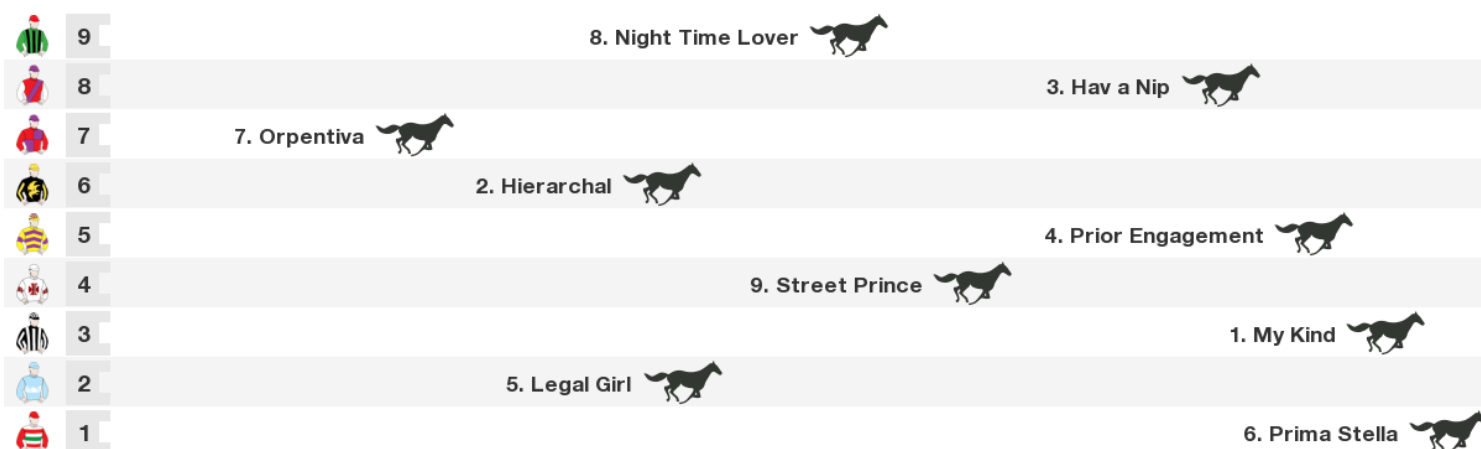 9 8. Night Time Lover
8 3. Hav a Nip
7 7. Orpentiva
6 2. Hierarchal
5 4. Prior Engagement
4 9. Street Prince
3 1. My Kind
2 5. Legal Girl
1 6. Prima Stella